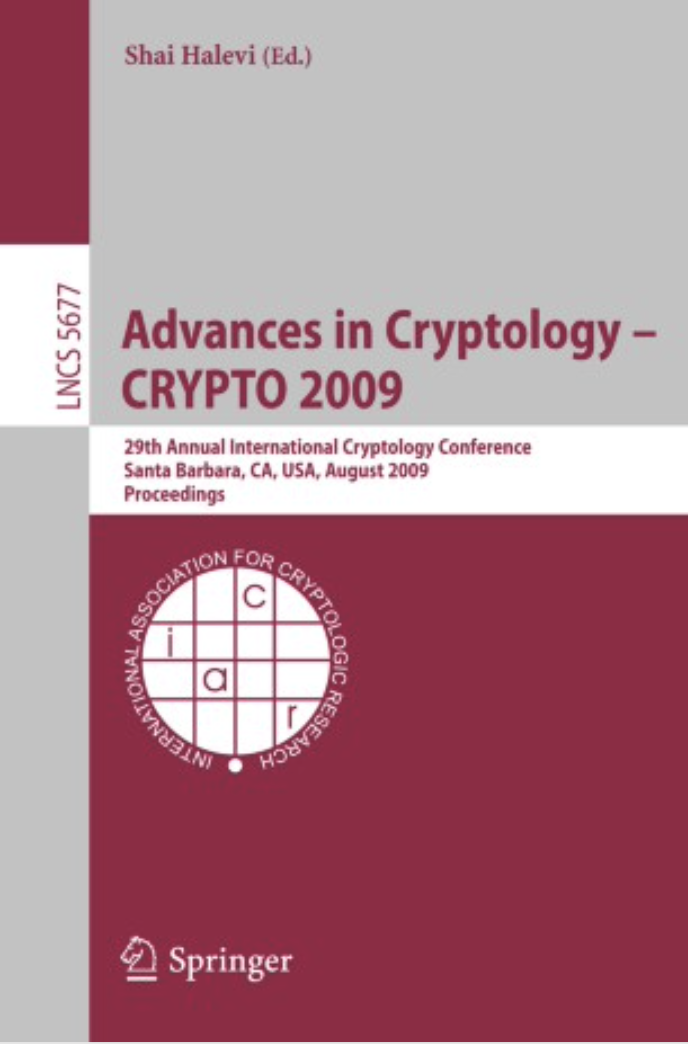 Shai Halevi (Ed.)
LNCS 5677
Advances in Cryptology –
CRYPTO 2009
29th Annual International Cryptology Conference
Santa Barbara, CA, USA, August 2009
Proceedings
INTERNATIONAL ASSOCIATION FOR CRYPTOLOGIC RESEARCH
c
i
a
r
Springer